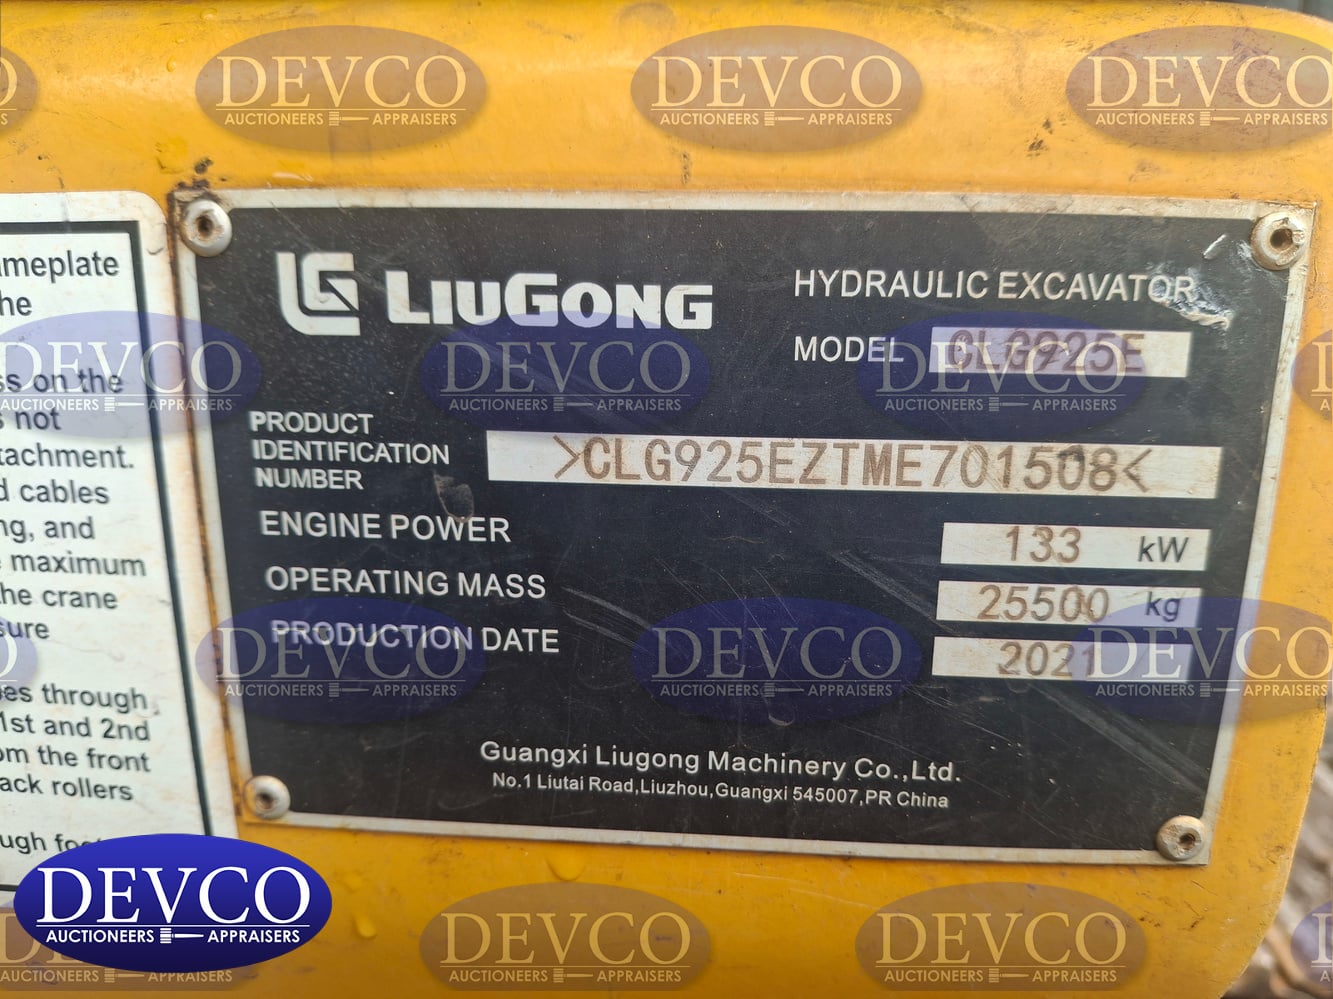 LG LIUGONG
HYDRAULIC EXCAVATOR
MODEL CLG925E
PRODUCT
IDENTIFICATION
NUMBER
>CLG925EZTME701508<
ENGINE POWER 133 kW
OPERATING MASS 25500 kg
PRODUCTION DATE 2021
Guangxi Liugong Machinery Co.,Ltd.
No.1 Liutai Road,Liuzhou,Guangxi 545007,PR China
ameplate
he
ss on the
s not
tachment.
d cables
ng, and
maximum
he crane
sure
es through
1st and 2nd
om the front
ack rollers
ugh
DEVCO
AUCTIONEERS APPRAISERS